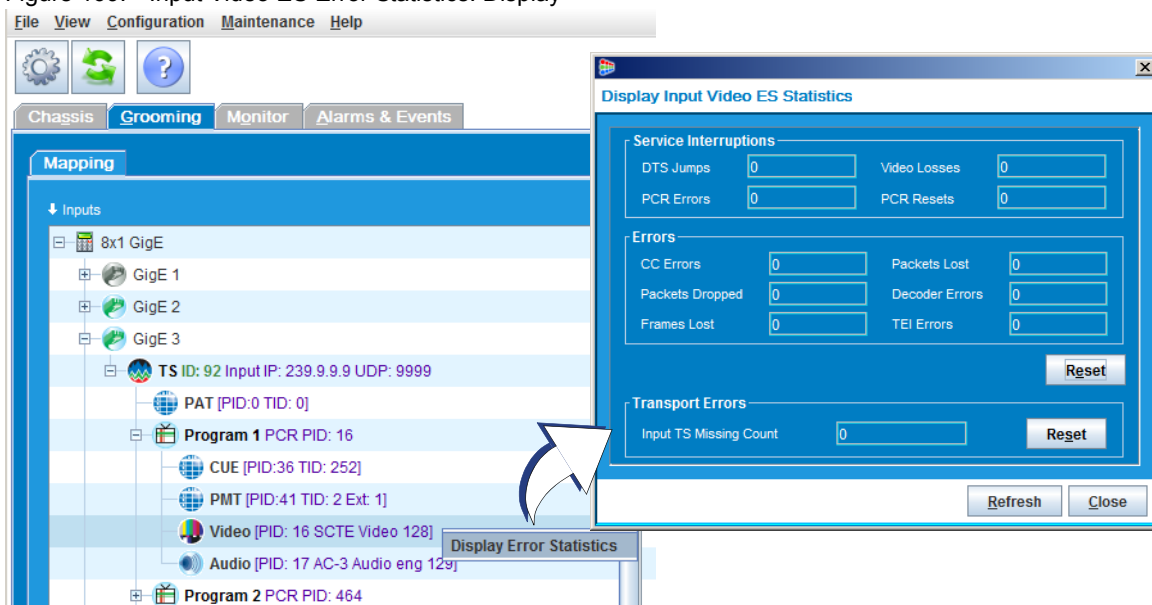 File View Configuration Maintenance Help
Chassis Grooming Monitor Alarms & Events
Mapping
Inputs
8x1 GigE
GigE 1
GigE 2
GigE 3
TS ID: 92 Input IP: 239.9.9.9 UDP: 9999
PAT [PID:0 TID: 0]
Program 1 PCR PID: 16
CUE [PID:36 TID: 252]
PMT [PID:41 TID: 2 Ext: 1]
Video [PID: 16 SCTE Video 128]
Display Error Statistics
Audio [PID: 17 AC-3 Audio eng 129]
Program 2 PCR PID: 464
Display Input Video ES Statistics
Service Interruptions
DTS Jumps 0 Video Losses 0
PCR Errors 0 PCR Resets 0
Errors
CC Errors 0 Packets Lost 0
Packets Dropped 0 Decoder Errors 0
Frames Lost 0 TEI Errors 0
Reset
Transport Errors
Input TS Missing Count 0 Reset
Refresh Close